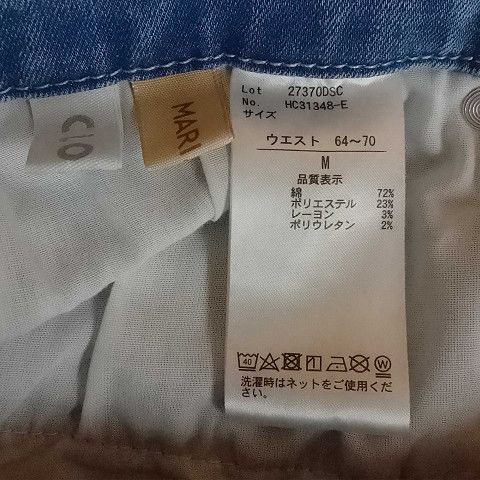 CIO
MARI
Lot 27370DSC
No. HC31348-E
サイズ
ウエスト 64〜70
M
品質表示
綿 72%
ポリエステル 23%
レーヨン 3%
ポリウレタン 2%
40 W
洗濯時はネットをご使用くだ
さい。